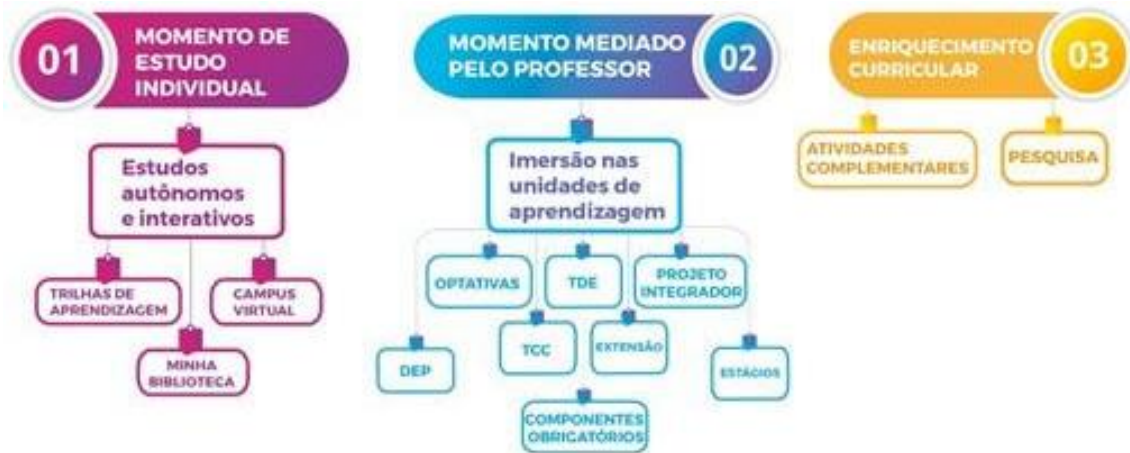 01
MOMENTO DE
ESTUDO
INDIVIDUAL
Estudos
autônomos
e interativos
TRILHAS DE
APRENDIZAGEM
CAMPUS
VIRTUAL
MINHA
BIBLIOTECA
MOMENTO MEDIADO
PELO PROFESSOR
02
Imersão nas
unidades de
aprendizagem
OPTATIVAS
TDE
PROJETO
INTEGRADOR
DEP
TCC
EXTENSÃO
ESTÁGIOS
COMPONENTES
OBRIGATÓRIOS
ENRIQUECIMENTO
CURRICULAR
03
ATIVIDADES
COMPLEMENTARES
PESQUISA